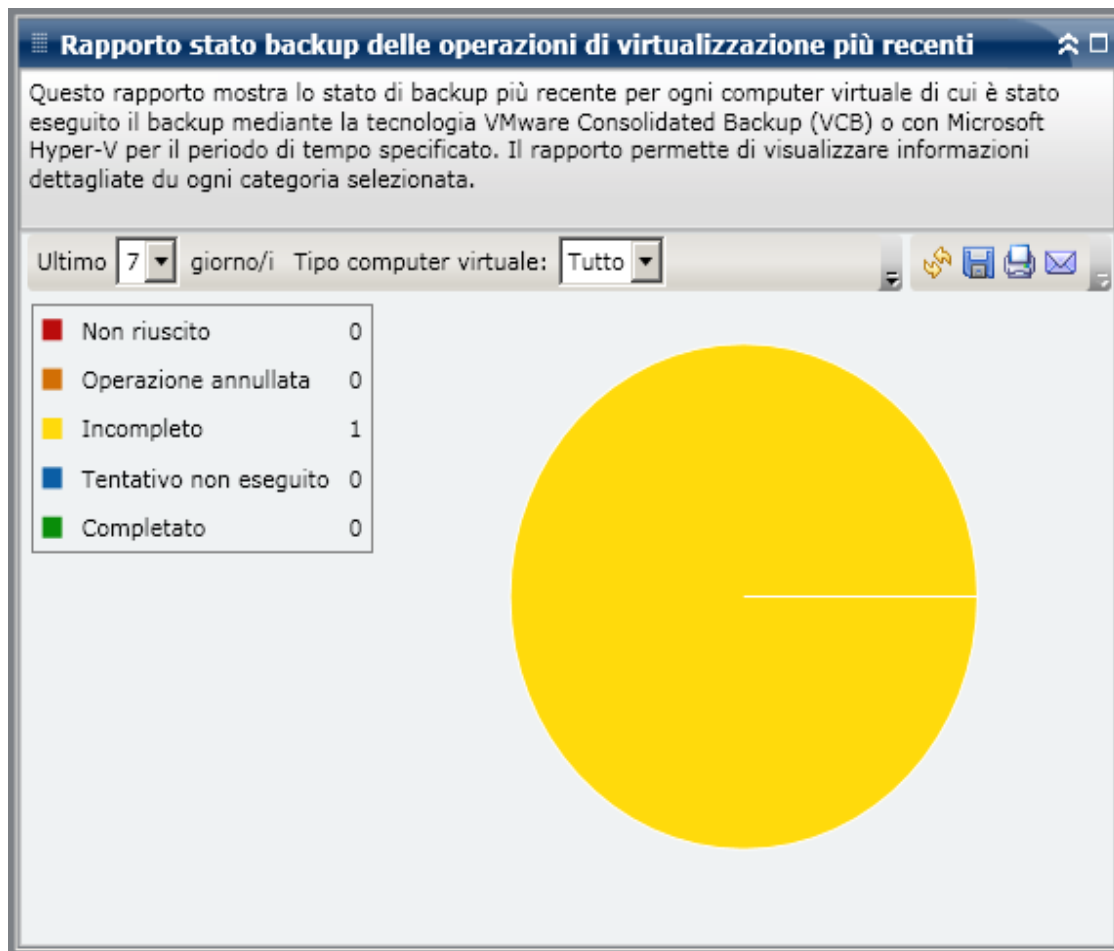 Rapporto stato backup delle operazioni di virtualizzazione più recenti
Questo rapporto mostra lo stato di backup più recente per ogni computer virtuale di cui è stato
eseguito il backup mediante la tecnologia VMware Consolidated Backup (VCB) o con Microsoft
Hyper-V per il periodo di tempo specificato. Il rapporto permette di visualizzare informazioni
dettagliate du ogni categoria selezionata.
Ultimo 7 giorno/i Tipo computer virtuale: Tutto
Non riuscito 0
Operazione annullata 0
Incompleto 1
Tentativo non eseguito 0
Completato 0